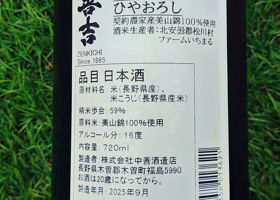 善吉
ZENKICHI
Since 1865
ひやおろし
契約農家産美山錦100%使用
酒米生産者:北安曇郡松川村
ファームいちまる
品目 日本酒
原材料名:米(長野県産)、
米こうじ(長野県産米)
精米歩合:59%
原料米:美山錦100%使用
アルコール分:16度
内容量:720ml
製造者:株式会社中善酒造店
長野県木曽郡木曽町福島5990
お酒は20歳になってから。
製造年月:2025年9月